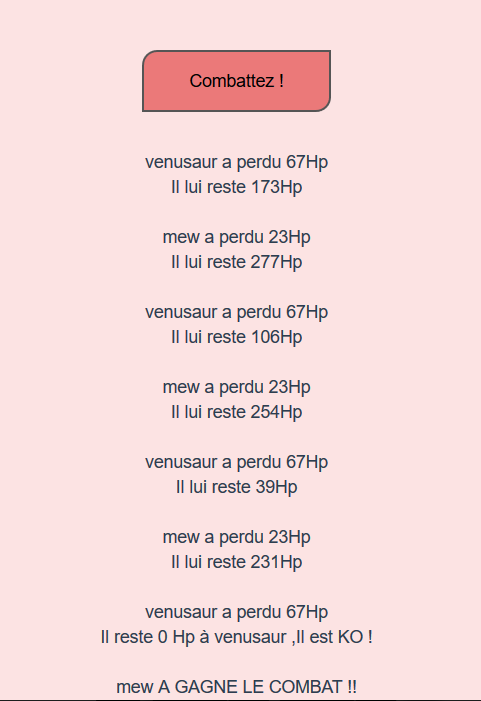 Combattez !
venusaur a perdu 67Hp
Il lui reste 173Hp
mew a perdu 23Hp
Il lui reste 277Hp
venusaur a perdu 67Hp
Il lui reste 106Hp
mew a perdu 23Hp
Il lui reste 254Hp
venusaur a perdu 67Hp
Il lui reste 39Hp
mew a perdu 23Hp
Il lui reste 231Hp
venusaur a perdu 67Hp
Il reste 0 Hp à venusaur ,Il est KO !
mew A GAGNE LE COMBAT !!